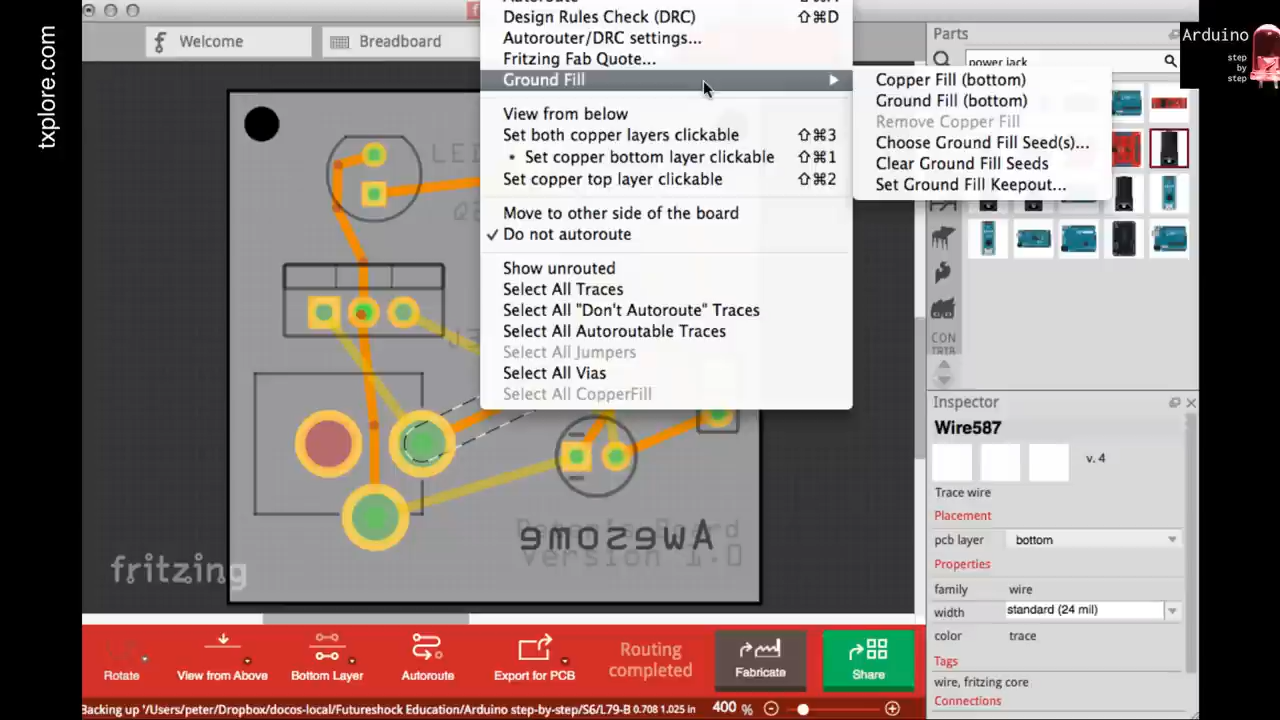 txplore.com
Arduino
step
by
step
Welcome
Breadboard
Design Rules Check (DRC) ⇧⌘D
Autorouter/DRC settings...
Fritzing Fab Quote...
Ground Fill
View from below
Set both copper layers clickable ⇧⌘3
• Set copper bottom layer clickable ⇧⌘1
Set copper top layer clickable ⇧⌘2
Move to other side of the board
✓ Do not autoroute
Show unrouted
Select All Traces
Select All "Don't Autoroute" Traces
Select All Autoroutable Traces
Select All Jumpers
Select All Vias
Select All CopperFill
Copper Fill (bottom)
Ground Fill (bottom)
Remove Copper Fill
Choose Ground Fill Seed(s)...
Clear Ground Fill Seeds
Set Ground Fill Keepout...
Parts
power jack
CON
TRIB
LED
Awesome
Version 1.0
fritzing
Inspector
Wire587
v. 4
Trace wire
Placement
pcb layer bottom
Properties
family wire
width standard (24 mil)
color trace
Tags
wire, fritzing core
Connections
Rotate
View from Above
Bottom Layer
Autoroute
Export for PCB
Routing
completed
Fabricate
Share
Backing up '/Users/peter/Dropbox/docos-local/Futureshock Education/Arduino step-by-step/S6/L79-B 0.708 1.025 in 400 %